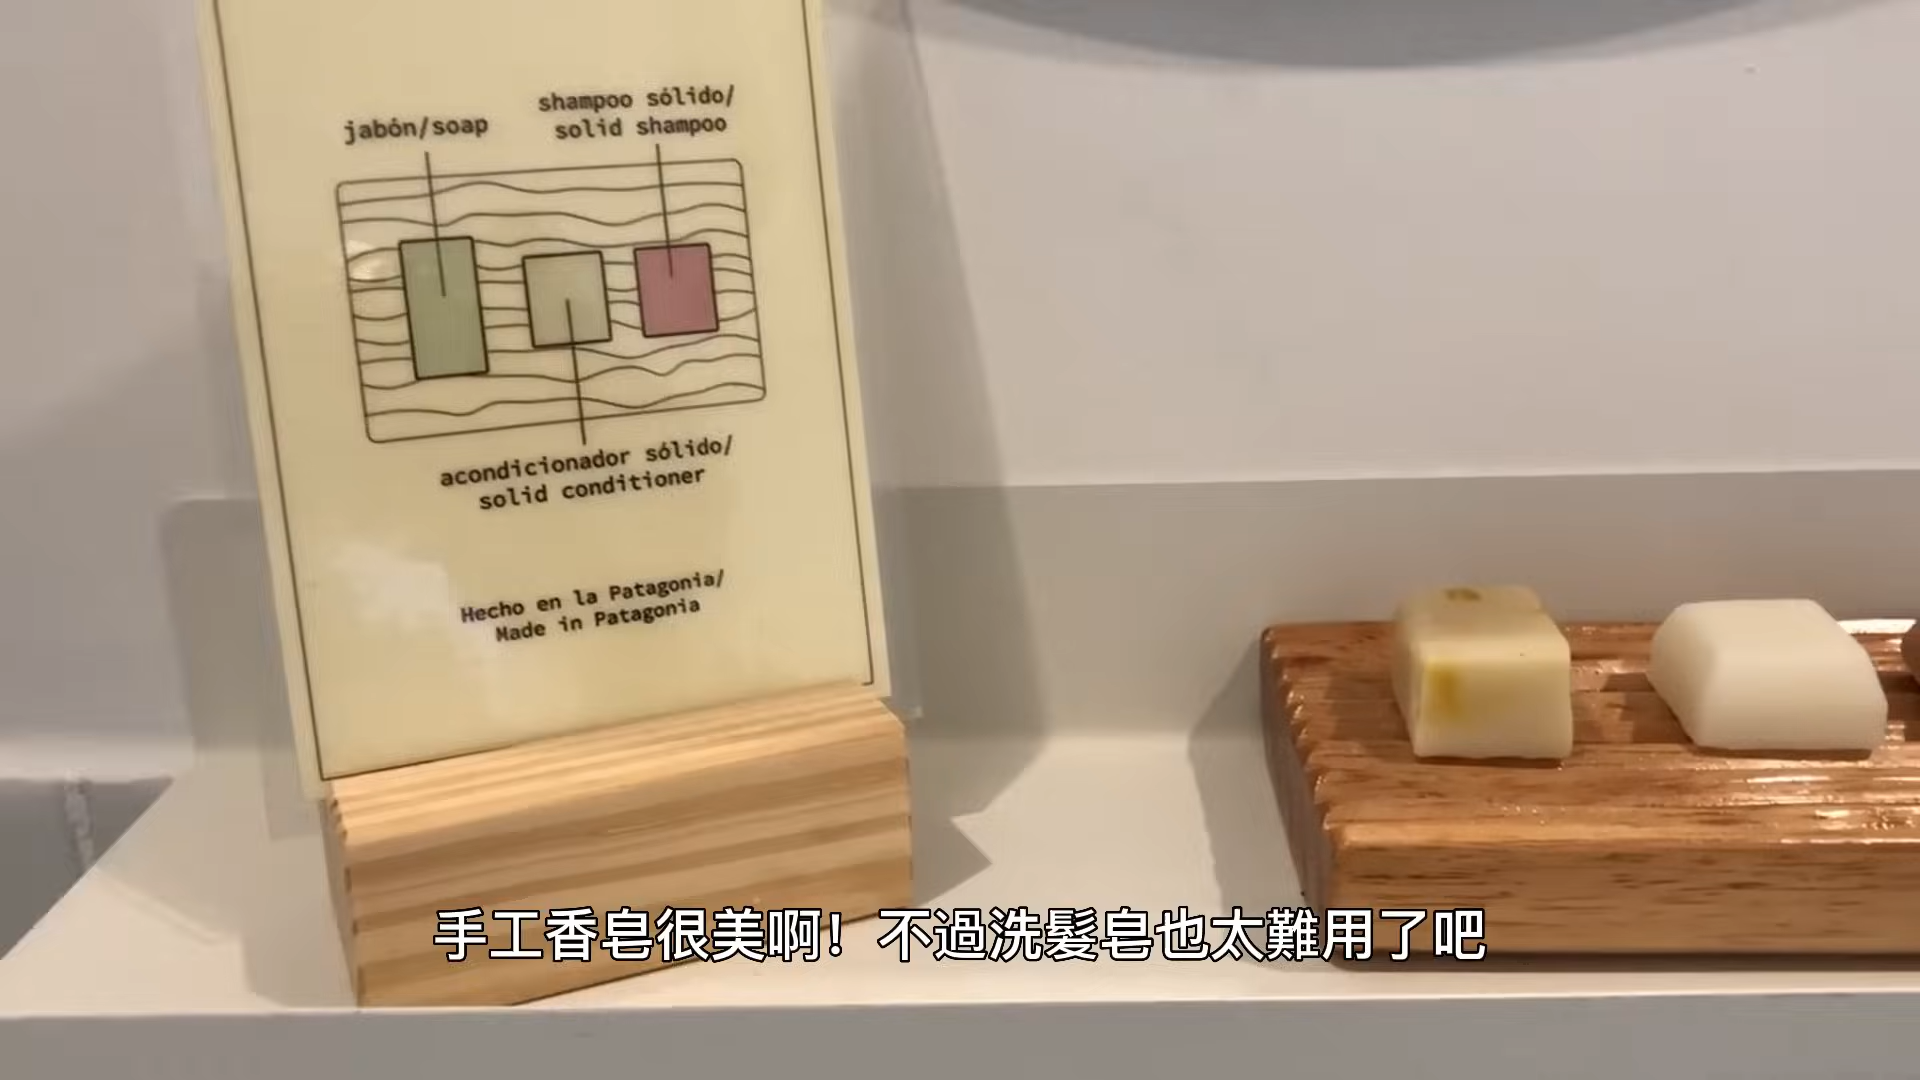 jabón/soap
shampoo sólido/
solid shampoo
acondicionador sólido/
solid conditioner
Hecho en la Patagonia/
Made in Patagonia
手工香皂很美啊！不過洗髮皂也太難用了吧